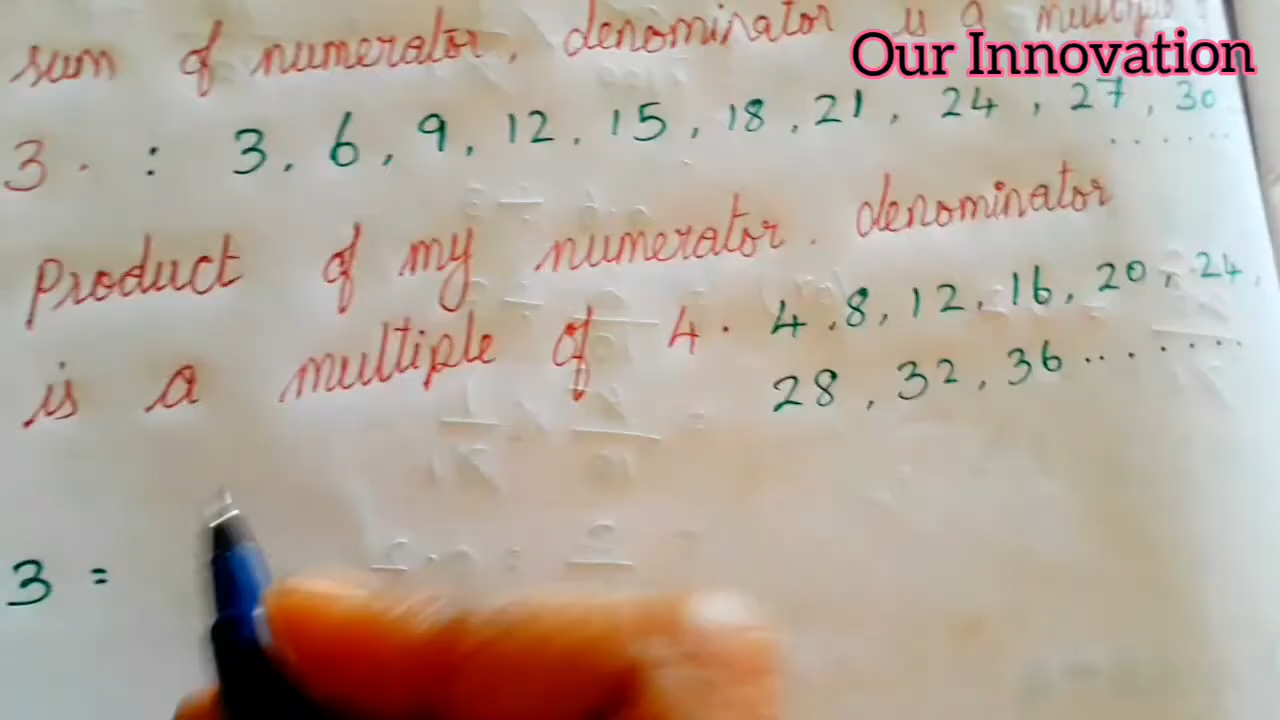 sum of numerator, denominator is a multiple
Our Innovation
3. : 3, 6, 9, 12, 15, 18, 21, 24, 27, 30
.......
Product of my numerator. denominator
is a multiple of 4. 4, 8, 12, 16, 20, 24,
28, 32, 36........
3 =